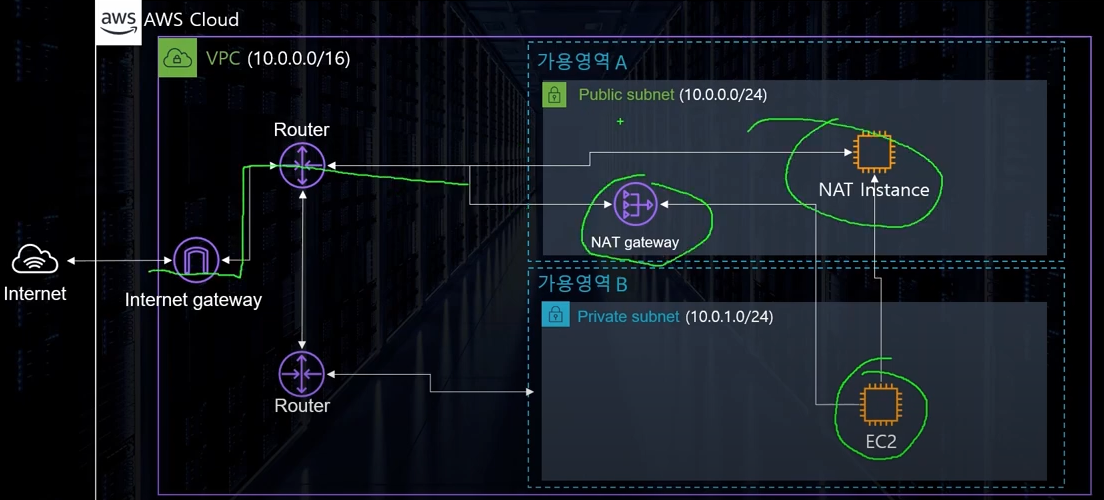 aws
AWS Cloud
VPC (10.0.0.0/16)
가용영역 A
Public subnet (10.0.0.0/24)
Router
NAT Instance
NAT gateway
Internet
Internet gateway
가용영역 B
Private subnet (10.0.1.0/24)
Router
EC2